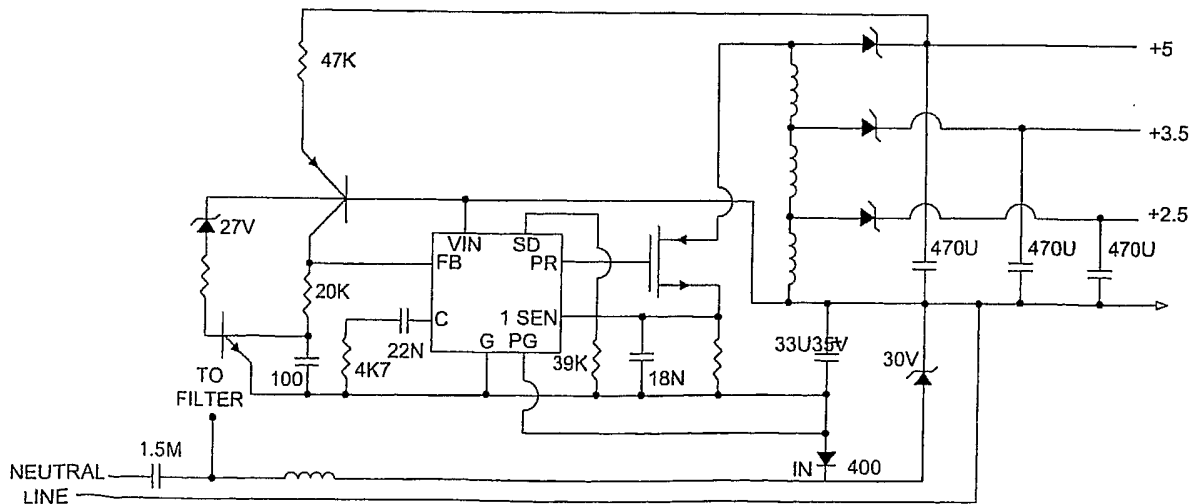 +5
47K
+3.5
27V
+2.5
VIN
SD
FB
PR
470U
470U
470U
20K
C
1 SEN
22N
G
PG
33U35V
30V
39K
4K7
100
18N
TO
FILTER
1.5M
NEUTRAL
IN
400
LINE